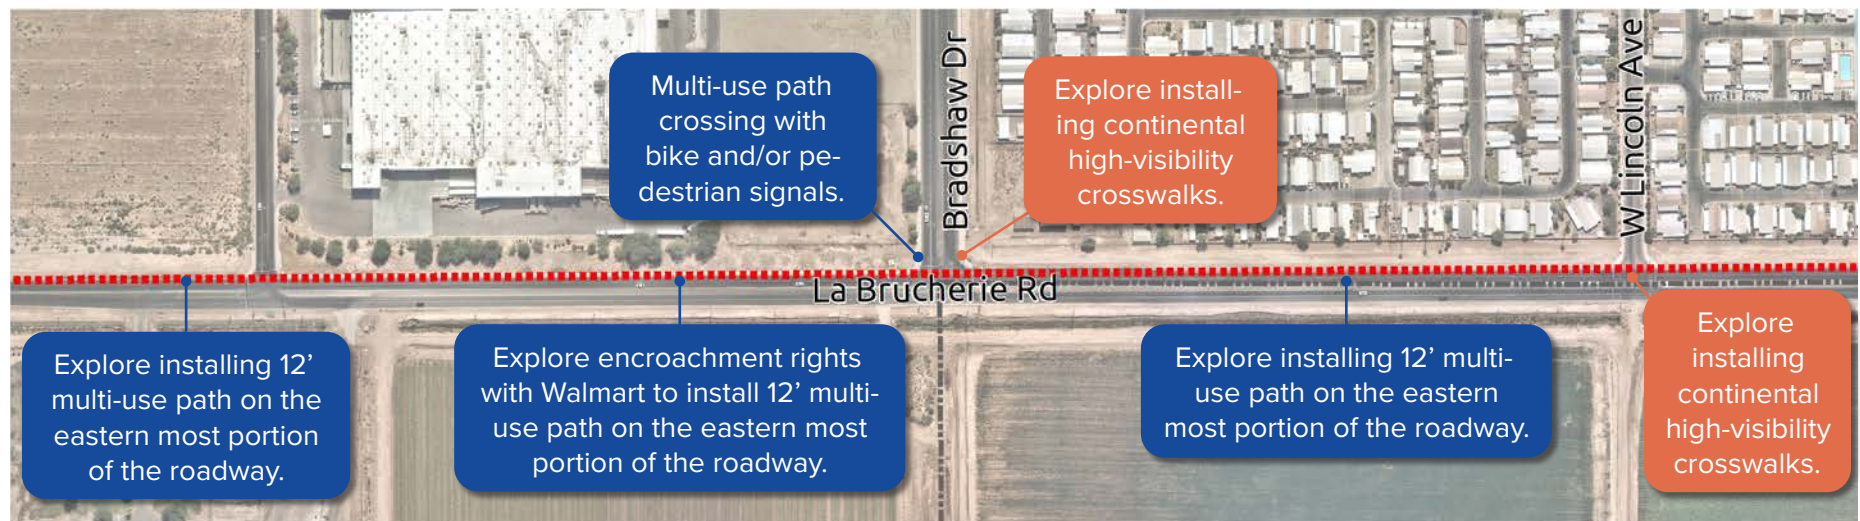 Multi-use path
crossing with
bike and/or pe-
destrian signals.
Bradshaw Dr
Explore install-
ing continental
high-visibility
crosswalks.
W Lincoln Ave
La Brucherie Rd
Explore installing 12’
multi-use path on the
eastern most portion
of the roadway.
Explore encroachment rights
with Walmart to install 12’ multi-
use path on the eastern most
portion of the roadway.
Explore installing 12’ multi-
use path on the eastern
most portion of the roadway.
Explore
installing
continental
high-visibility
crosswalks.